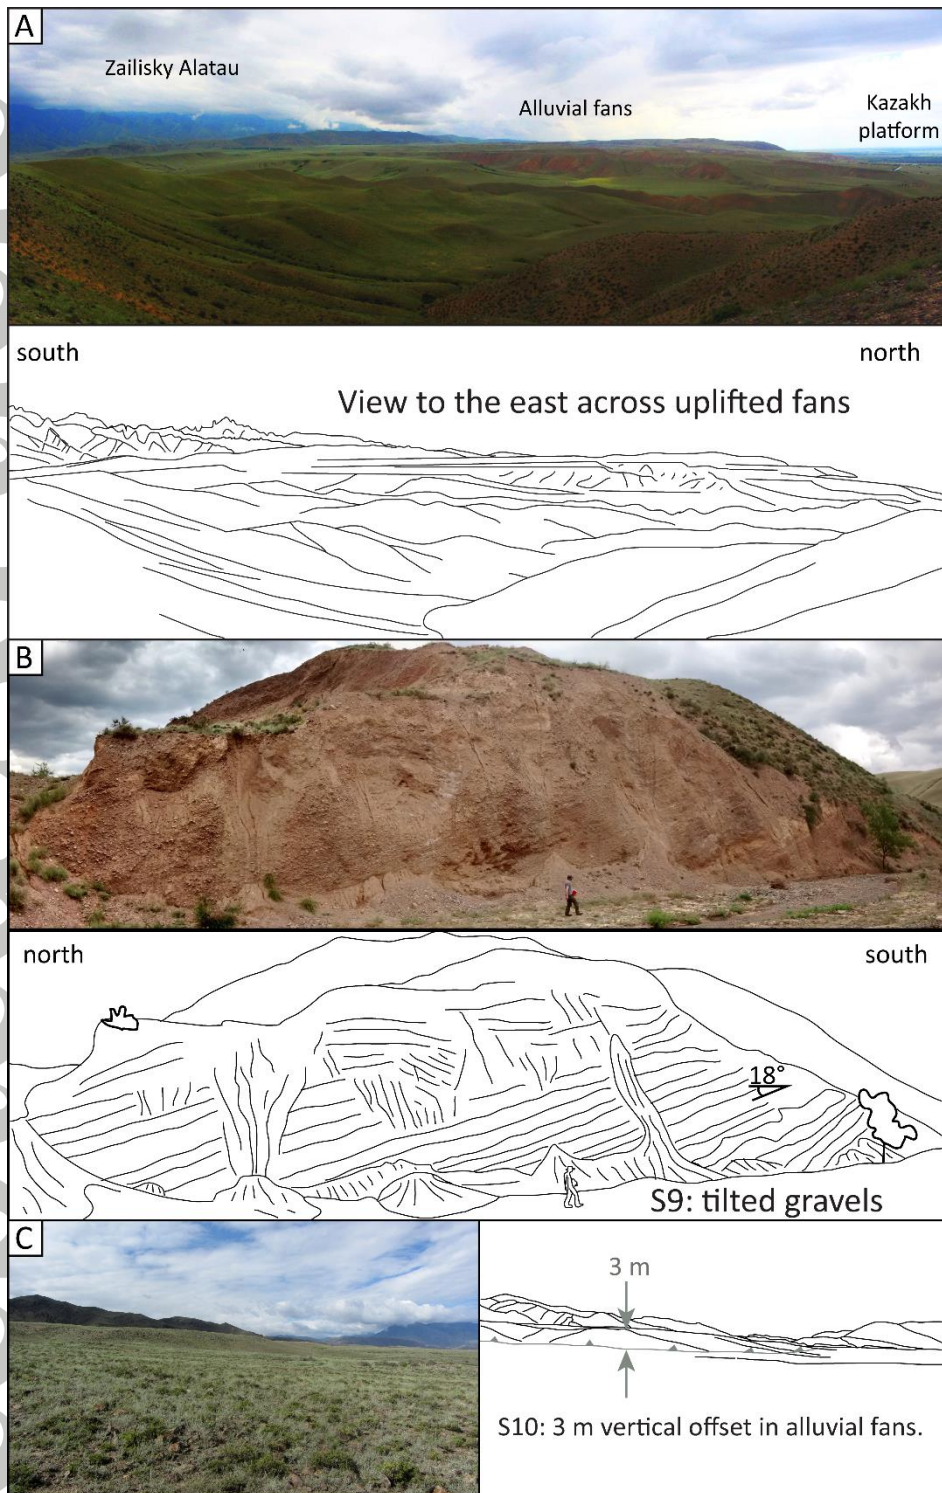 A
Zailisky Alatau
Alluvial fans
Kazakh
platform
south
north
View to the east across uplifted fans
B
north
south
18°
S9: tilted gravels
C
3 m
S10: 3 m vertical offset in alluvial fans.